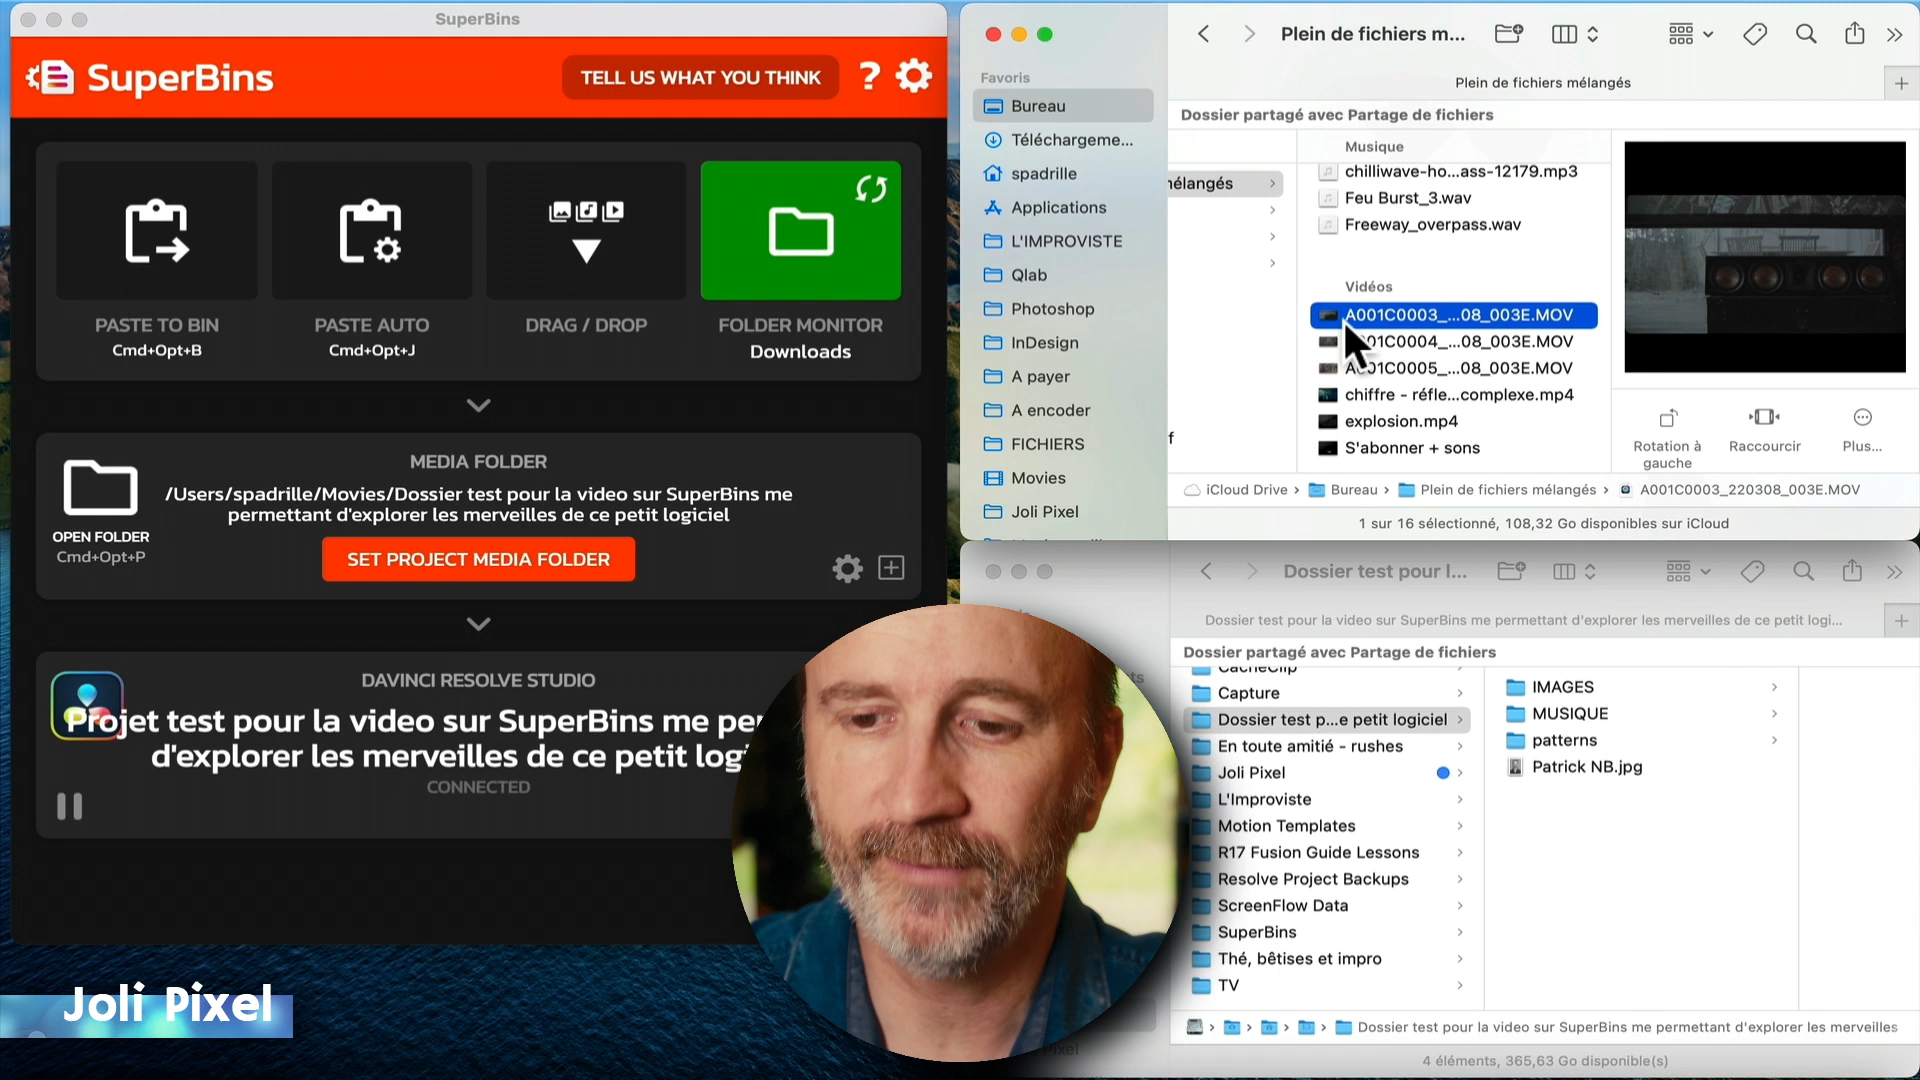 SuperBins
SuperBins
TELL US WHAT YOU THINK
?
PASTE TO BIN
Cmd+Opt+B
PASTE AUTO
Cmd+Opt+J
DRAG / DROP
FOLDER MONITOR
Downloads
MEDIA FOLDER
/Users/spadrille/Movies/Dossier test pour la video sur SuperBins me
permettant d'explorer les merveilles de ce petit logiciel
OPEN FOLDER
Cmd+Opt+P
SET PROJECT MEDIA FOLDER
DAVINCI RESOLVE STUDIO
Projet test pour la video sur SuperBins me per
d'explorer les merveilles de ce petit logi
CONNECTED
Joli Pixel
Plein de fichiers m...
Plein de fichiers mélangés
Dossier partagé avec Partage de fichiers
Favoris
Bureau
Téléchargeme...
spadrille
Applications
L'IMPROVISTE
Qlab
Photoshop
InDesign
A payer
A encoder
FICHIERS
Movies
Joli Pixel
élangés
f
Musique
chilliwave-ho...ass-12179.mp3
Feu Burst_3.wav
Freeway_overpass.wav
Vidéos
A001C0003_...08_003E.MOV
01C0004_...08_003E.MOV
A001C0005_...08_003E.MOV
chiffre - réfle...complexe.mp4
explosion.mp4
S'abonner + sons
Rotation à
gauche
Raccourcir
Plus...
iCloud Drive › Bureau › Plein de fichiers mélangés › A001C0003_220308_003E.MOV
1 sur 16 sélectionné, 108,32 Go disponibles sur iCloud
Dossier test pour l...
Dossier test pour la video sur SuperBins me permettant d'explorer les merveilles de ce petit logi...
Dossier partagé avec Partage de fichiers
CacheClip
Capture
Dossier test p...e petit logiciel
En toute amitié - rushes
Joli Pixel
L'Improviste
Motion Templates
R17 Fusion Guide Lessons
Resolve Project Backups
ScreenFlow Data
SuperBins
Thé, bêtises et impro
TV
IMAGES
MUSIQUE
patterns
Patrick NB.jpg
Dossier test pour la video sur SuperBins me permettant d'explorer les merveilles
4 éléments, 365,63 Go disponible(s)